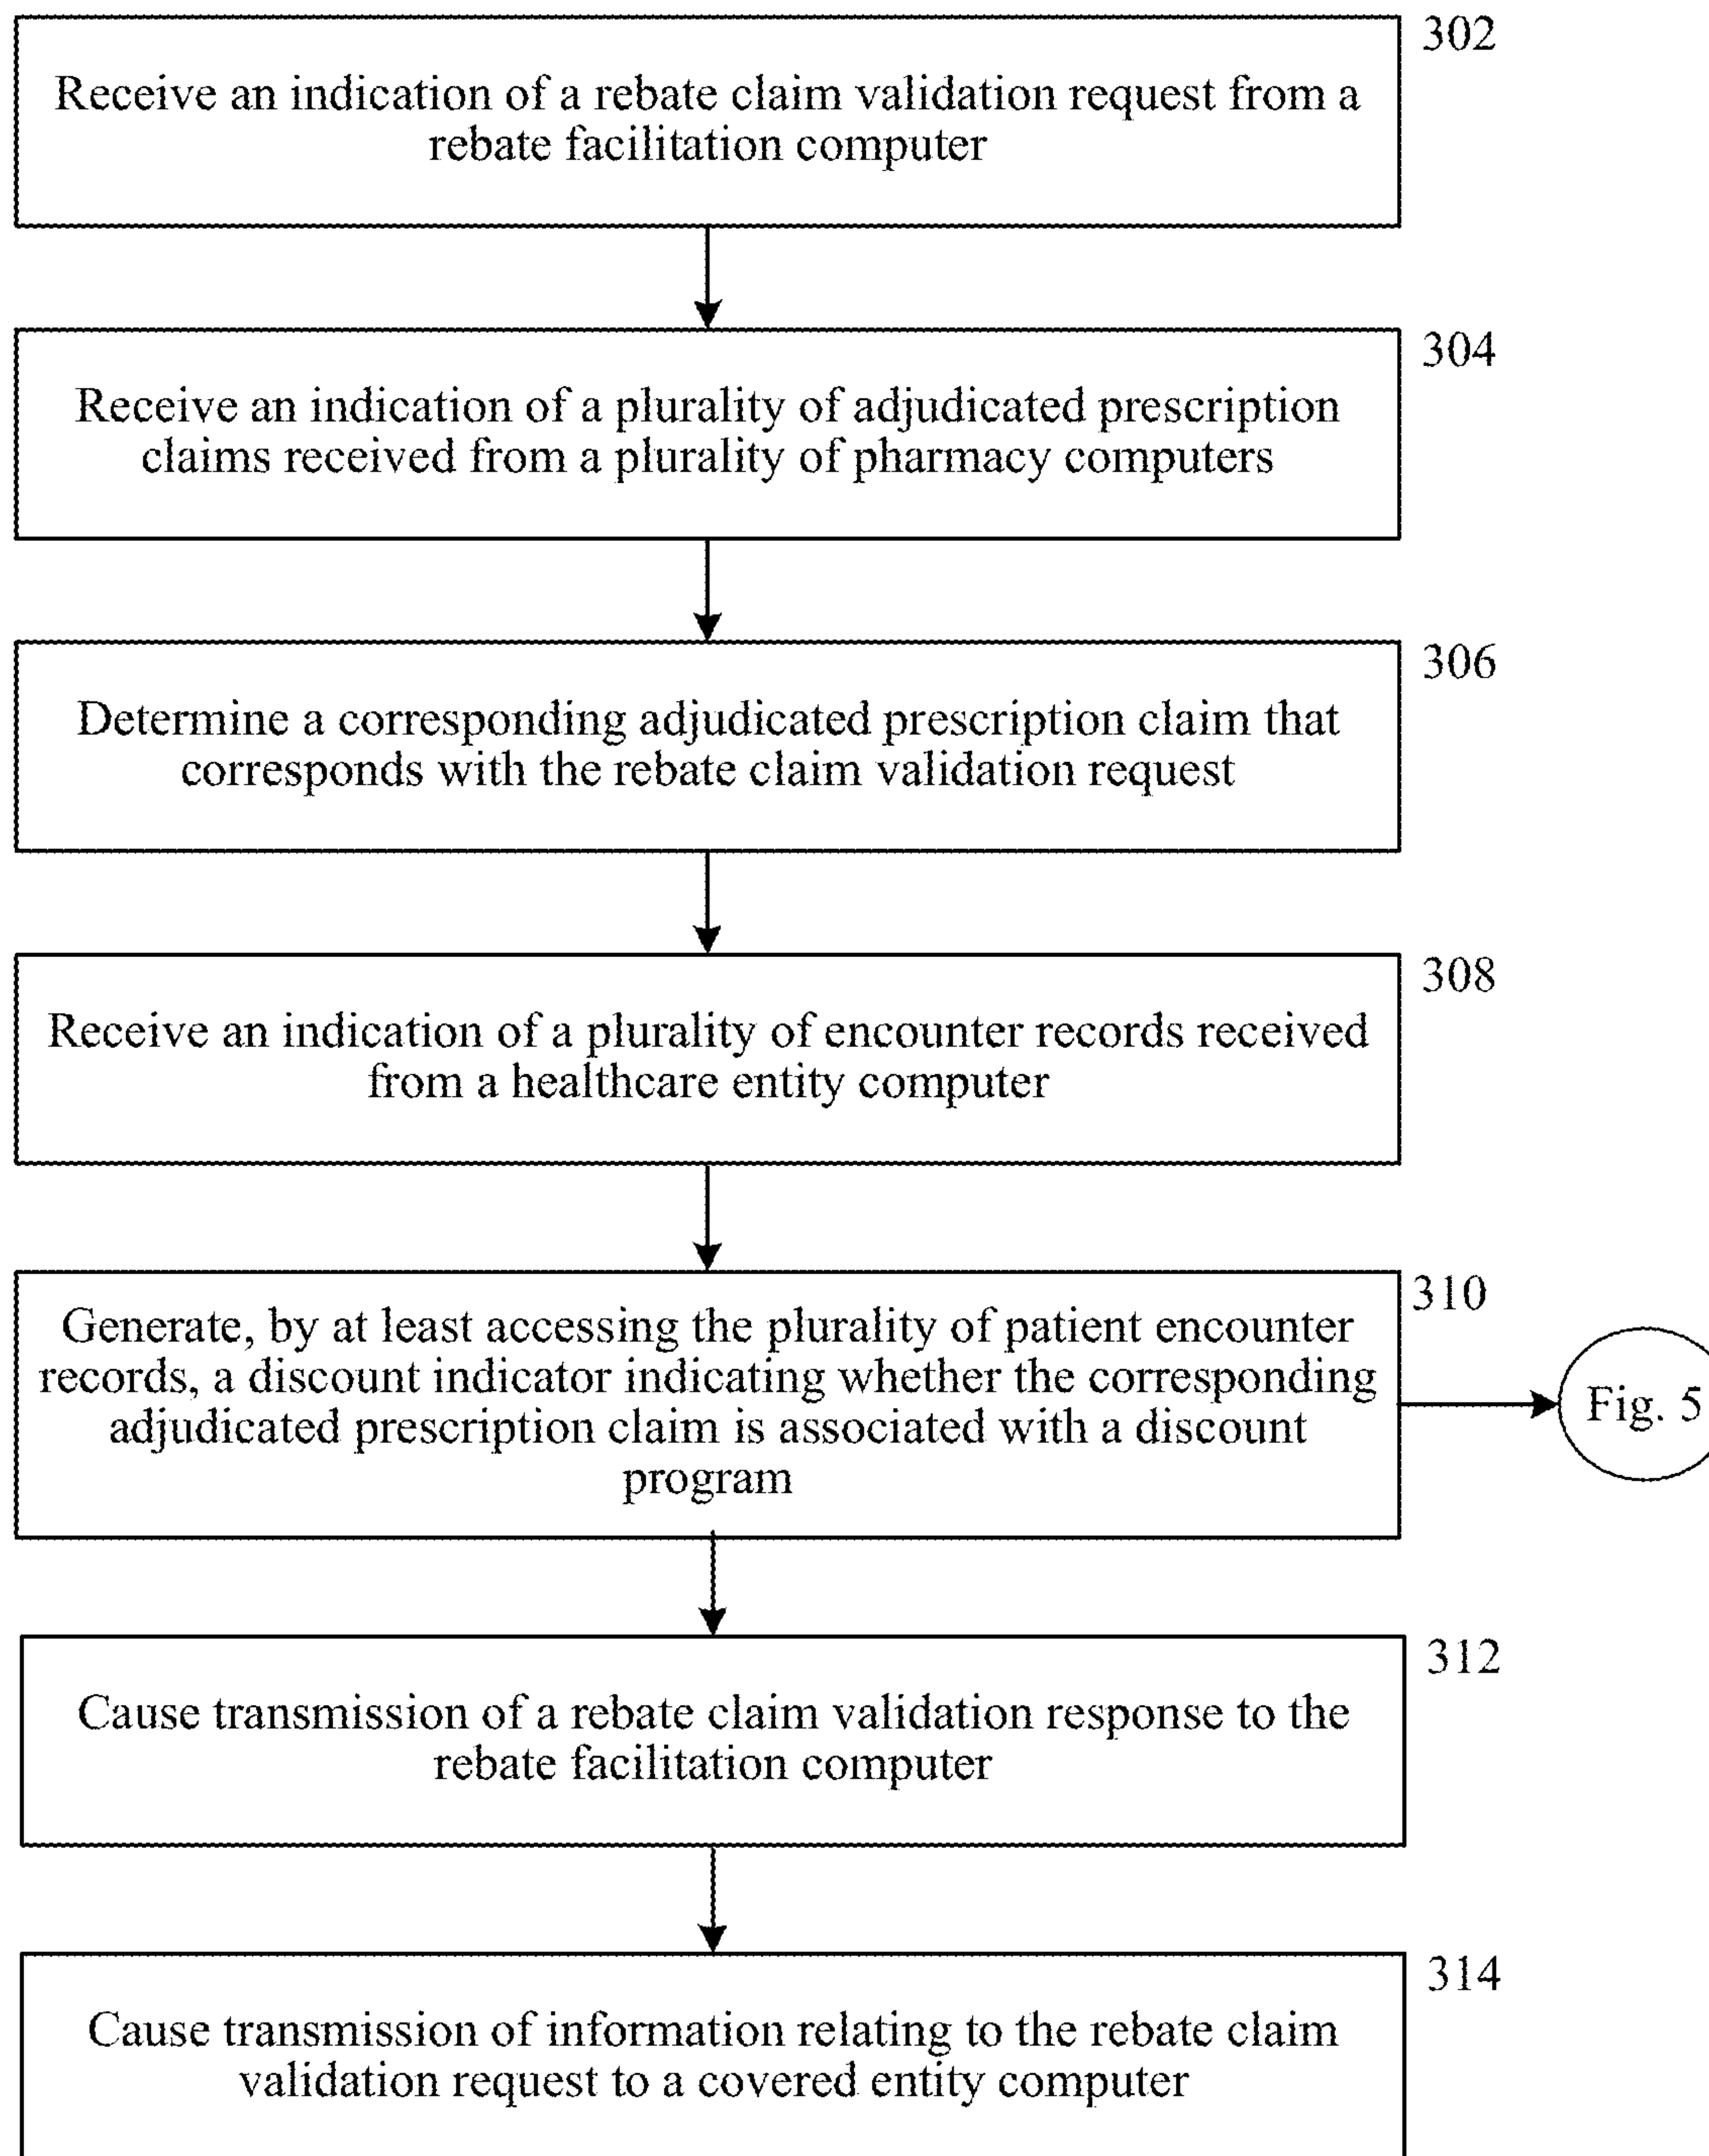 302
Receive an indication of a rebate claim validation request from a
rebate facilitation computer
304
Receive an indication of a plurality of adjudicated prescription
claims received from a plurality of pharmacy computers
306
Determine a corresponding adjudicated prescription claim that
corresponds with the rebate claim validation request
308
Receive an indication of a plurality of encounter records received
from a healthcare entity computer
310
Generate, by at least accessing the plurality of patient encounter
records, a discount indicator indicating whether the corresponding
adjudicated prescription claim is associated with a discount
program
Fig. 5
312
Cause transmission of a rebate claim validation response to the
rebate facilitation computer
314
Cause transmission of information relating to the rebate claim
validation request to a covered entity computer